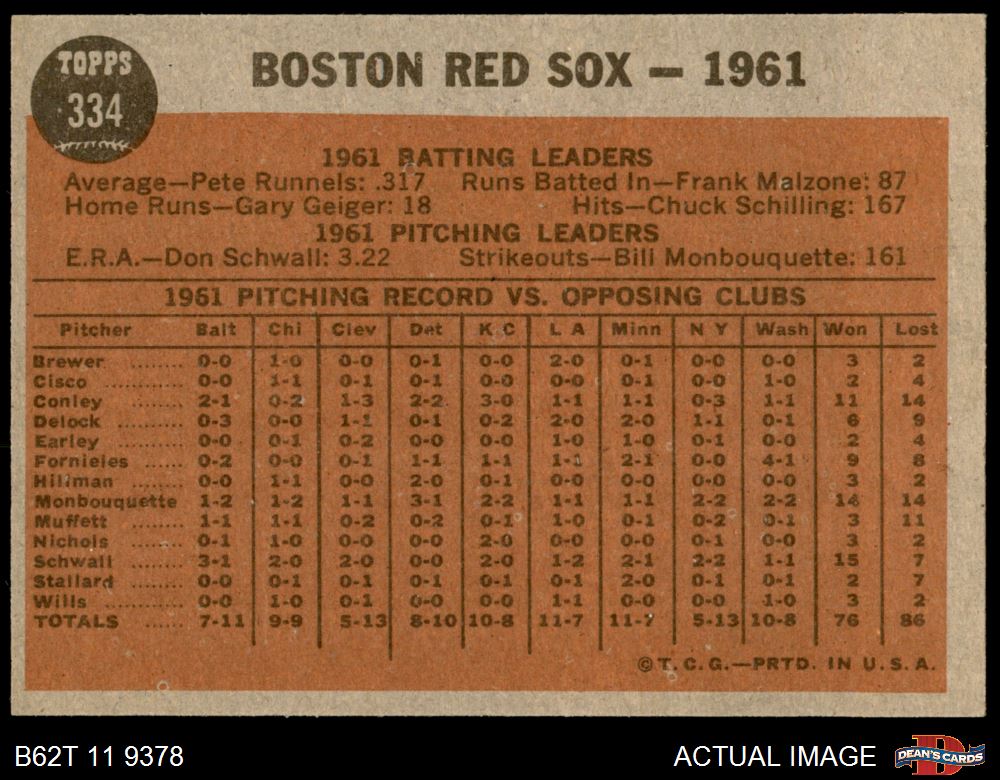 TOPPS
334
BOSTON RED SOX — 1961
1961 BATTING LEADERS
Average—Pete Runnels: .317 Runs Batted In—Frank Malzone: 87
Home Runs—Gary Geiger: 18 Hits—Chuck Schilling: 167
1961 PITCHING LEADERS
E.R.A.—Don Schwall: 3.22 Strikeouts—Bill Monbouquette: 161
1961 PITCHING RECORD VS. OPPOSING CLUBS
Pitcher Balt Chi Clev Det K C L A Minn N Y Wash Won Lost
Brewer ........ 0-0 1-0 0-0 0-1 0-0 2-0 0-1 0-0 0-0 3 2
Cisco ............ 0-0 1-1 0-1 0-1 0-0 0-0 0-1 0-0 1-0 2 4
Conley ........ 2-1 0-2 1-3 2-2 3-0 1-1 1-1 0-3 1-1 11 14
Delock ........ 0-3 0-0 1-1 0-1 0-2 2-0 2-0 1-1 0-1 6 9
Earley .......... 0-0 0-1 0-2 0-0 0-0 1-0 1-0 0-1 0-0 2 4
Fornieles ...... 0-2 0-0 0-1 1-1 1-1 1-1 2-1 0-0 4-1 9 8
Hillman ........ 0-0 1-1 0-0 2-0 0-1 0-0 0-0 0-0 0-0 3 2
Monbouquette 1-2 1-2 1-1 3-1 2-2 1-1 1-1 2-2 2-2 14 14
Muffett ........ 1-1 1-1 0-2 0-2 0-1 1-0 0-1 0-2 0-1 3 11
Nichols ........ 0-1 1-0 0-0 0-0 2-0 0-0 0-0 0-1 0-0 3 2
Schwall ........ 3-1 2-0 2-0 0-0 2-0 1-2 2-1 2-2 1-1 15 7
Stallard ........ 0-0 0-1 0-1 0-1 0-1 0-1 2-0 0-1 0-1 2 7
Wills ............ 0-0 1-0 0-1 0-0 0-0 1-1 0-0 0-0 1-0 3 2
TOTALS ...... 7-11 9-9 5-13 8-10 10-8 11-7 11-7 5-13 10-8 76 86
©T.C.G.—PRTD. IN U.S.A.
B62T 11 9378 ACTUAL IMAGE DEAN'S CARDS